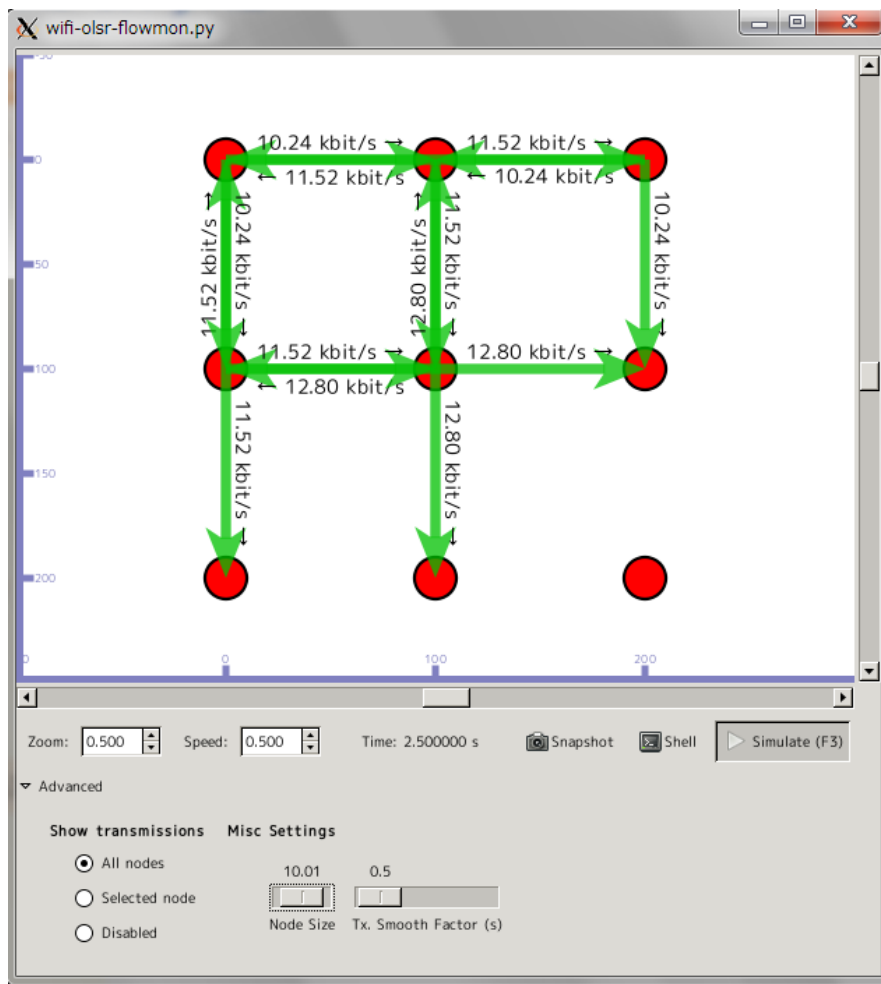 wifi-olsr-flowmon.py
10.24 kbit/s →
11.52 kbit/s →
← 11.52 kbit/s
← 10.24 kbit/s
0
11.52 kbit/s →
10.24 kbit/s →
12.80 kbit/s →
11.52 kbit/s →
10.24 kbit/s →
50
11.52 kbit/s →
12.80 kbit/s →
100
← 12.80 kbit/s
11.52 kbit/s →
12.80 kbit/s →
150
200
0
100
200
Zoom: 0.500 Speed: 0.500 Time: 2.500000 s Snapshot Shell Simulate (F3)
Advanced
Show transmissions Misc Settings
All nodes
10.01 0.5
Selected node
Node Size Tx. Smooth Factor (s)
Disabled